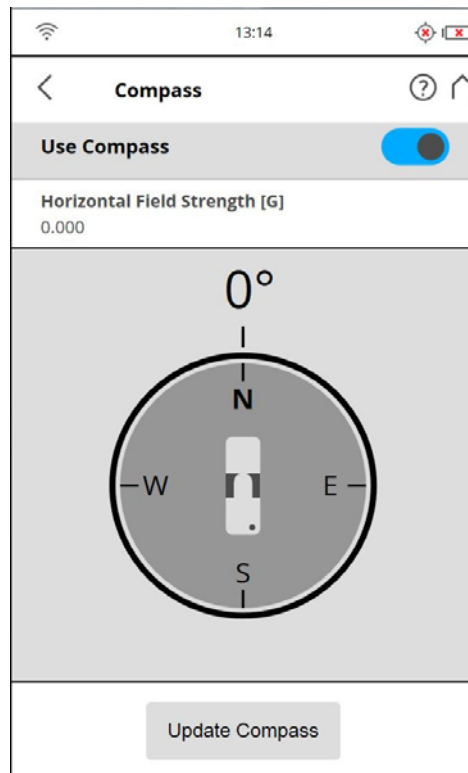 13:14
Compass
Use Compass
Horizontal Field Strength [G]
0.000
0°
N
W E
S
Update Compass